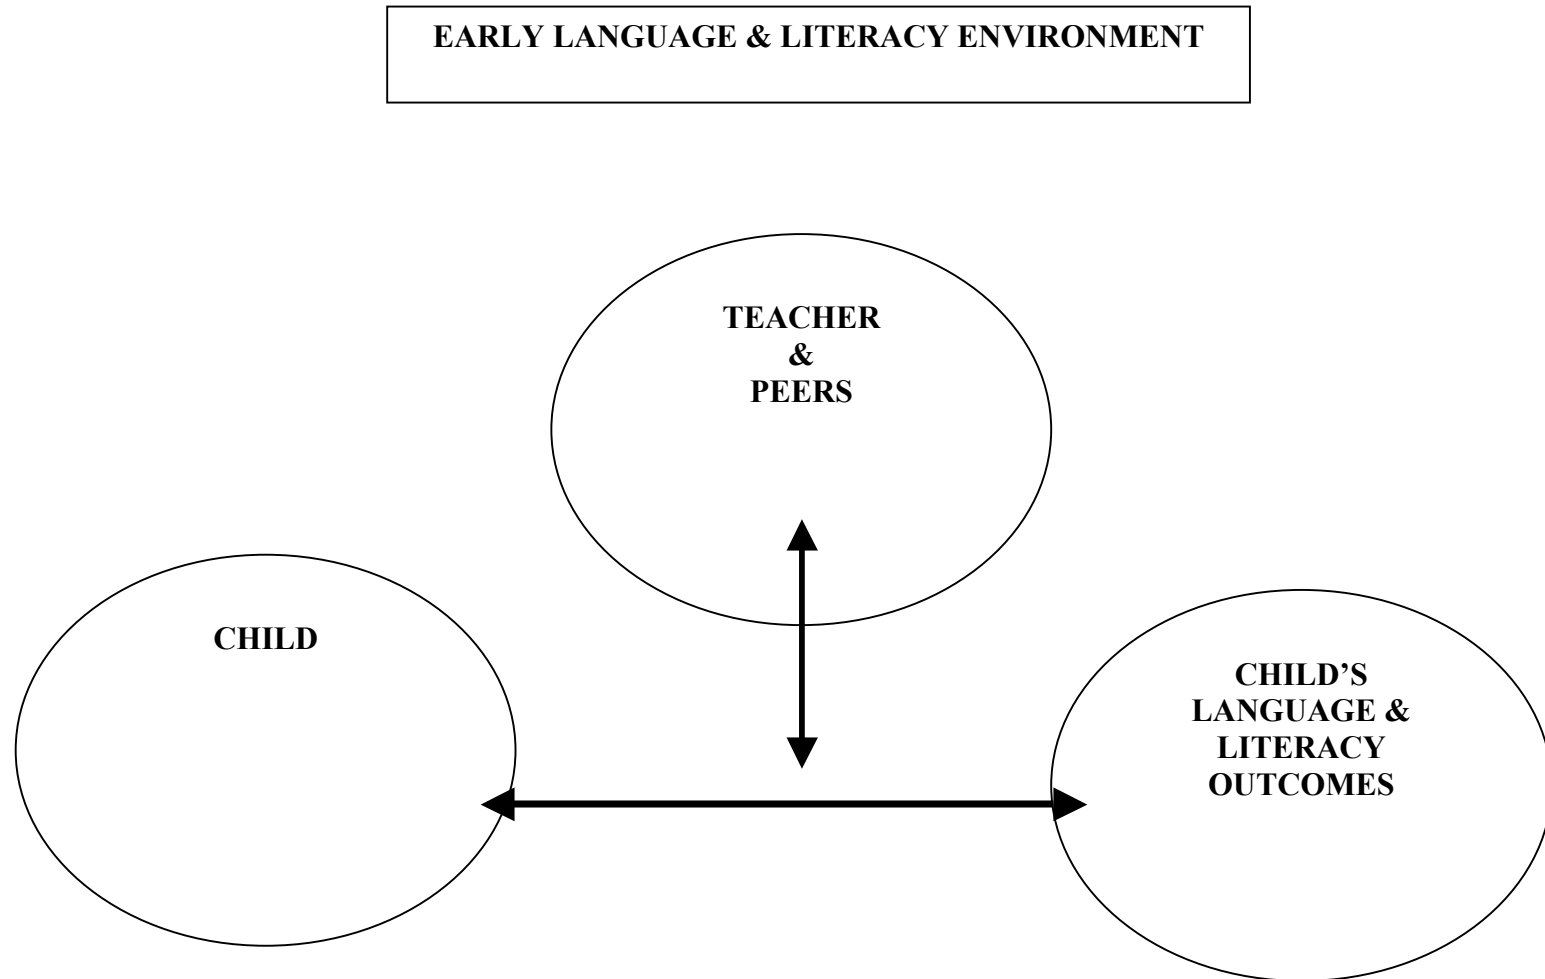 EARLY LANGUAGE & LITERACY ENVIRONMENT
TEACHER
&
PEERS
CHILD
CHILD’S
LANGUAGE &
LITERACY
OUTCOMES